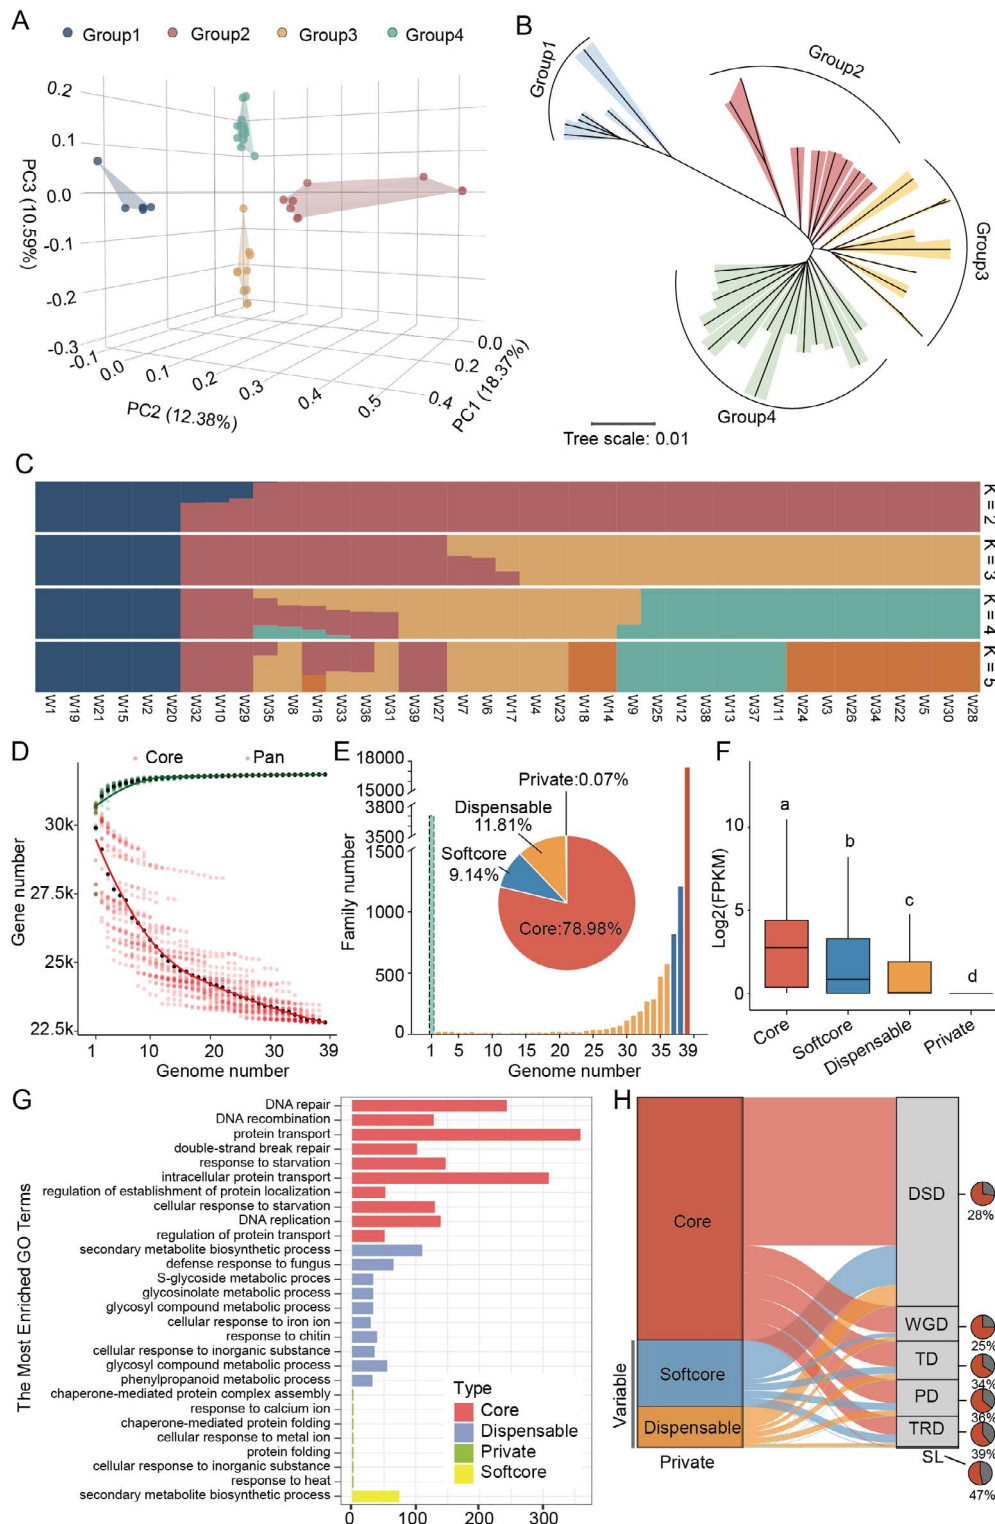 A
Group1 Group2 Group3 Group4
0.2
0.1
0.0
-0.1
-0.2
-0.3
PC3 (10.59%)
-0.1
0.0
0.1
0.2
0.3
0.4
0.5
PC2 (12.38%)
0.0
0.2
0.4
PC1 (18.37%)
B
Group1
Group2
Group3
Group4
Tree scale: 0.01
C
K = 2
K = 3
K = 4
K = 5
W1 W19 W21 W15 W2 W20 W32 W10 W29 W35 W8 W16 W33 W36 W31 W39 W27 W7 W6 W17 W4 W23 W18 W14 W9 W25 W12 W38 W13 W37 W11 W24 W3 W26 W34 W22 W5 W30 W28
D
Core Pan
30k
27.5k
25k
22.5k
Gene number
1 10 20 30 39
Genome number
E
18000
15000
3800
3500
1500
1000
500
0
Family number
Private:0.07%
Dispensable
11.81%
Softcore
9.14%
Core:78.98%
1 5 10 15 20 25 30 35 39
Genome number
F
10
5
0
Log2(FPKM)
a
b
c
d
Core
Softcore
Dispensable
Private
G
The Most Enriched GO Terms
DNA repair
DNA recombination
protein transport
double-strand break repair
response to starvation
intracellular protein transport
regulation of establishment of protein localization
cellular response to starvation
DNA replication
regulation of protein transport
secondary metabolite biosynthetic process
defense response to fungus
S-glycoside metabolic proces
glucosinolate metabolic process
glycosyl compound metabolic process
cellular response to iron ion
response to chitin
cellular response to inorganic substance
glycosyl compound metabolic process
phenylpropanoid metabolic process
chaperone-mediated protein complex assembly
response to calcium ion
chaperone-mediated protein folding
cellular response to metal ion
protein folding
cellular response to inorganic substance
response to heat
secondary metabolite biosynthetic process
Type
Core
Dispensable
Private
Softcore
0 100 200 300
H
Core
Softcore
Dispensable
Private
Variable
DSD
28%
WGD
25%
TD
34%
PD
36%
TRD
39%
SL
47%